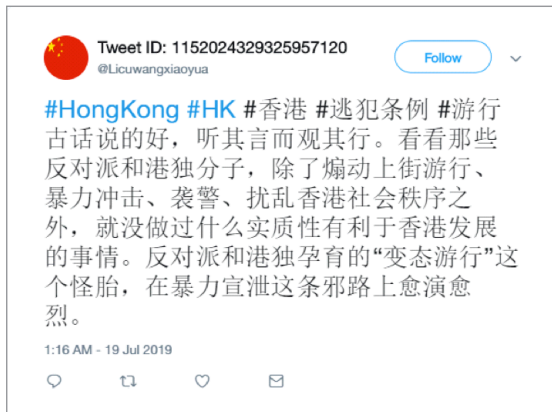 Tweet ID: 1152024329325957120
@Licuwangxiaoyua
Follow
#HongKong #HK #香港 #逃犯条例 #游行
古话说的好，听其言而观其行。看看那些
反对派和港独分子，除了煽动上街游行、
暴力冲击、袭警、扰乱香港社会秩序之
外，就没做过什么实质性有利于香港发展
的事情。反对派和港独孕育的“变态游行”这
个怪胎，在暴力宣泄这条邪路上愈演愈
烈。
1:16 AM - 19 Jul 2019